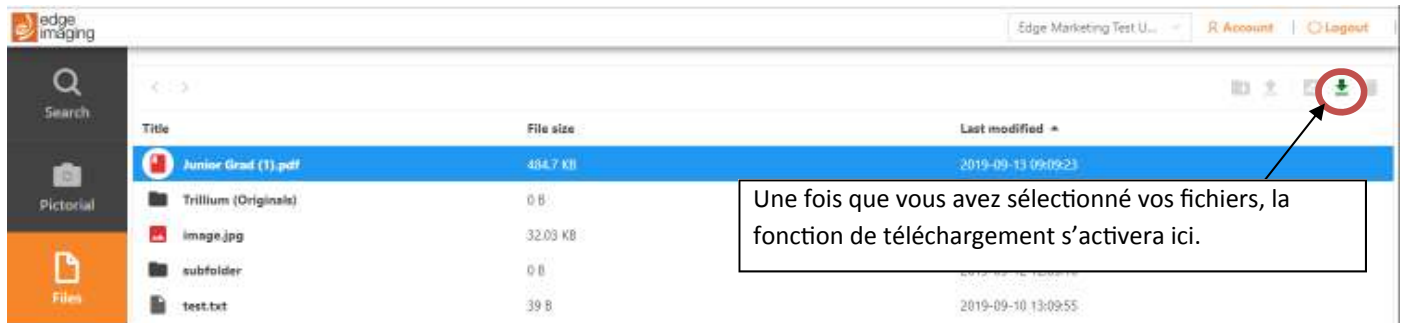 edge
imaging
Edge Marketing Test U... Account | Logout
Search
Title File size Last modified
Junior Grad (1).pdf 484.7 KB 2019-09-13 09:09:23
Pictorial
Trillium (Originals) 0 B
Une fois que vous avez sélectionné vos fichiers, la
fonction de téléchargement s’activera ici.
image.jpg 32.03 KB
subfolder 0 B
Files
test.txt 39 B 2019-09-10 13:09:55